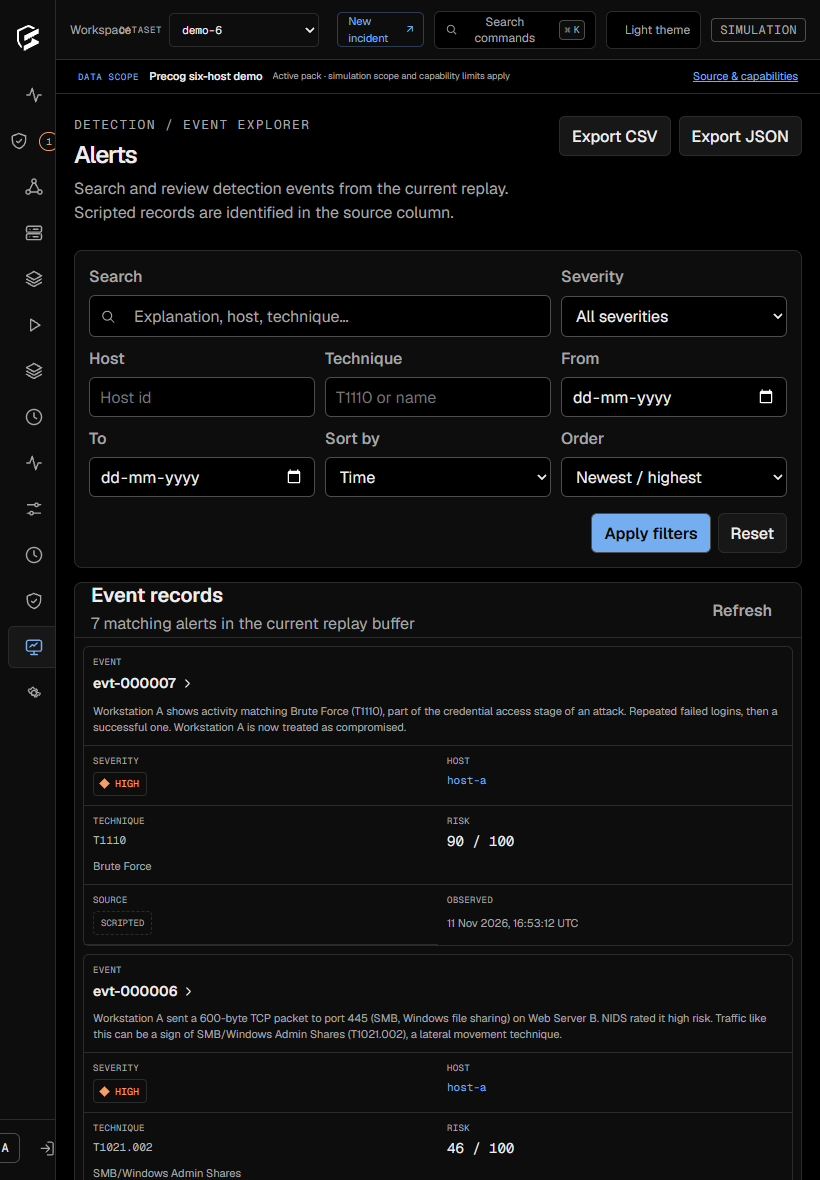 Workspace DATASET demo-6 New incident Search commands ⌘ K Light theme SIMULATION
DATA SCOPE Precog six-host demo Active pack · simulation scope and capability limits apply Source & capabilities
1
DETECTION / EVENT EXPLORER
Alerts
Export CSV Export JSON
Search and review detection events from the current replay.
Scripted records are identified in the source column.
Search Severity
Explanation, host, technique... All severities
Host Technique From
Host id T1110 or name dd-mm-yyyy
To Sort by Order
dd-mm-yyyy Time Newest / highest
Apply filters Reset
Event records
7 matching alerts in the current replay buffer
Refresh
EVENT
evt-000007
Workstation A shows activity matching Brute Force (T1110), part of the credential access stage of an attack. Repeated failed logins, then a
successful one. Workstation A is now treated as compromised.
SEVERITY HOST
HIGH host-a
TECHNIQUE RISK
T1110 90 / 100
Brute Force
SOURCE OBSERVED
SCRIPTED 11 Nov 2026, 16:53:12 UTC
EVENT
evt-000006
Workstation A sent a 600-byte TCP packet to port 445 (SMB, Windows file sharing) on Web Server B. NIDS rated it high risk. Traffic like
this can be a sign of SMB/Windows Admin Shares (T1021.002), a lateral movement technique.
SEVERITY HOST
HIGH host-a
TECHNIQUE RISK
T1021.002 46 / 100
SMB/Windows Admin Shares
A